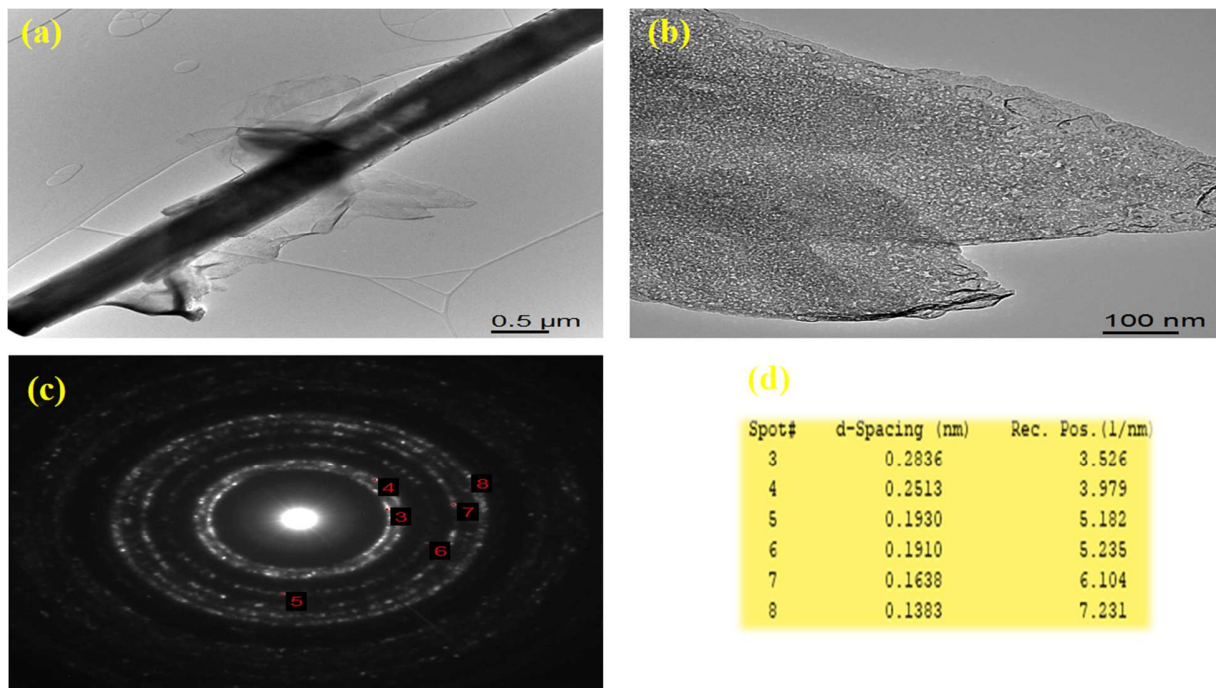 (a)
0.5 µm
(b)
100 nm
(c)
4
3
8
7
6
5
(d)
Spot# d-Spacing (nm) Rec. Pos.(1/nm)
3 0.2836 3.526
4 0.2513 3.979
5 0.1930 5.182
6 0.1910 5.235
7 0.1638 6.104
8 0.1383 7.231